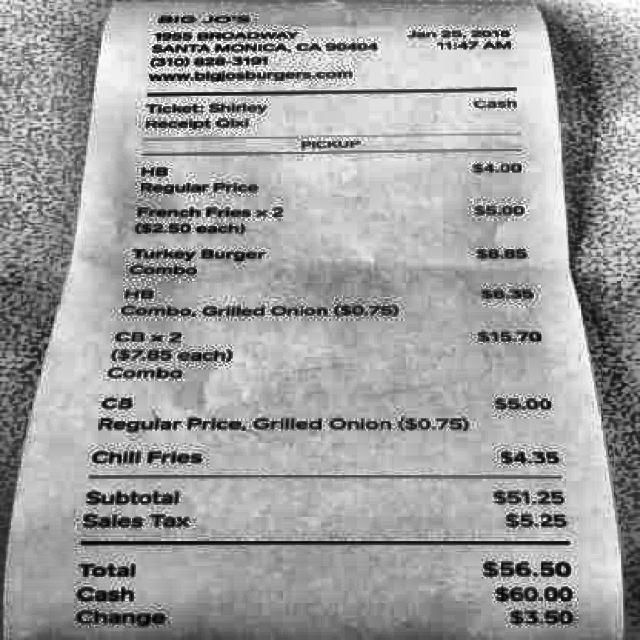 BIG JO'S
1955 BROADWAY
Jan 25,
SANTA MONICA, CA 90404
11:47 AM
(310) 828-3191
www.bigjosburgers.com
Ticket: Shirley
Cash
Receipt
PICKUP
HB $4.00
Regular Price
French Fries x 2 $5.00
($2.50 each)
Turkey Burger $8.85
Combo
HB $8.35
Combo, Grilled Onion ($0.75)
CB x 2 $15.70
($7.85 each)
Combo
CB $5.00
Regular Price, Grilled Onion ($0.75)
Chili Fries $4.35
Subtotal $51.25
Sales Tax $5.25
Total $56.50
Cash $60.00
Change $3.50